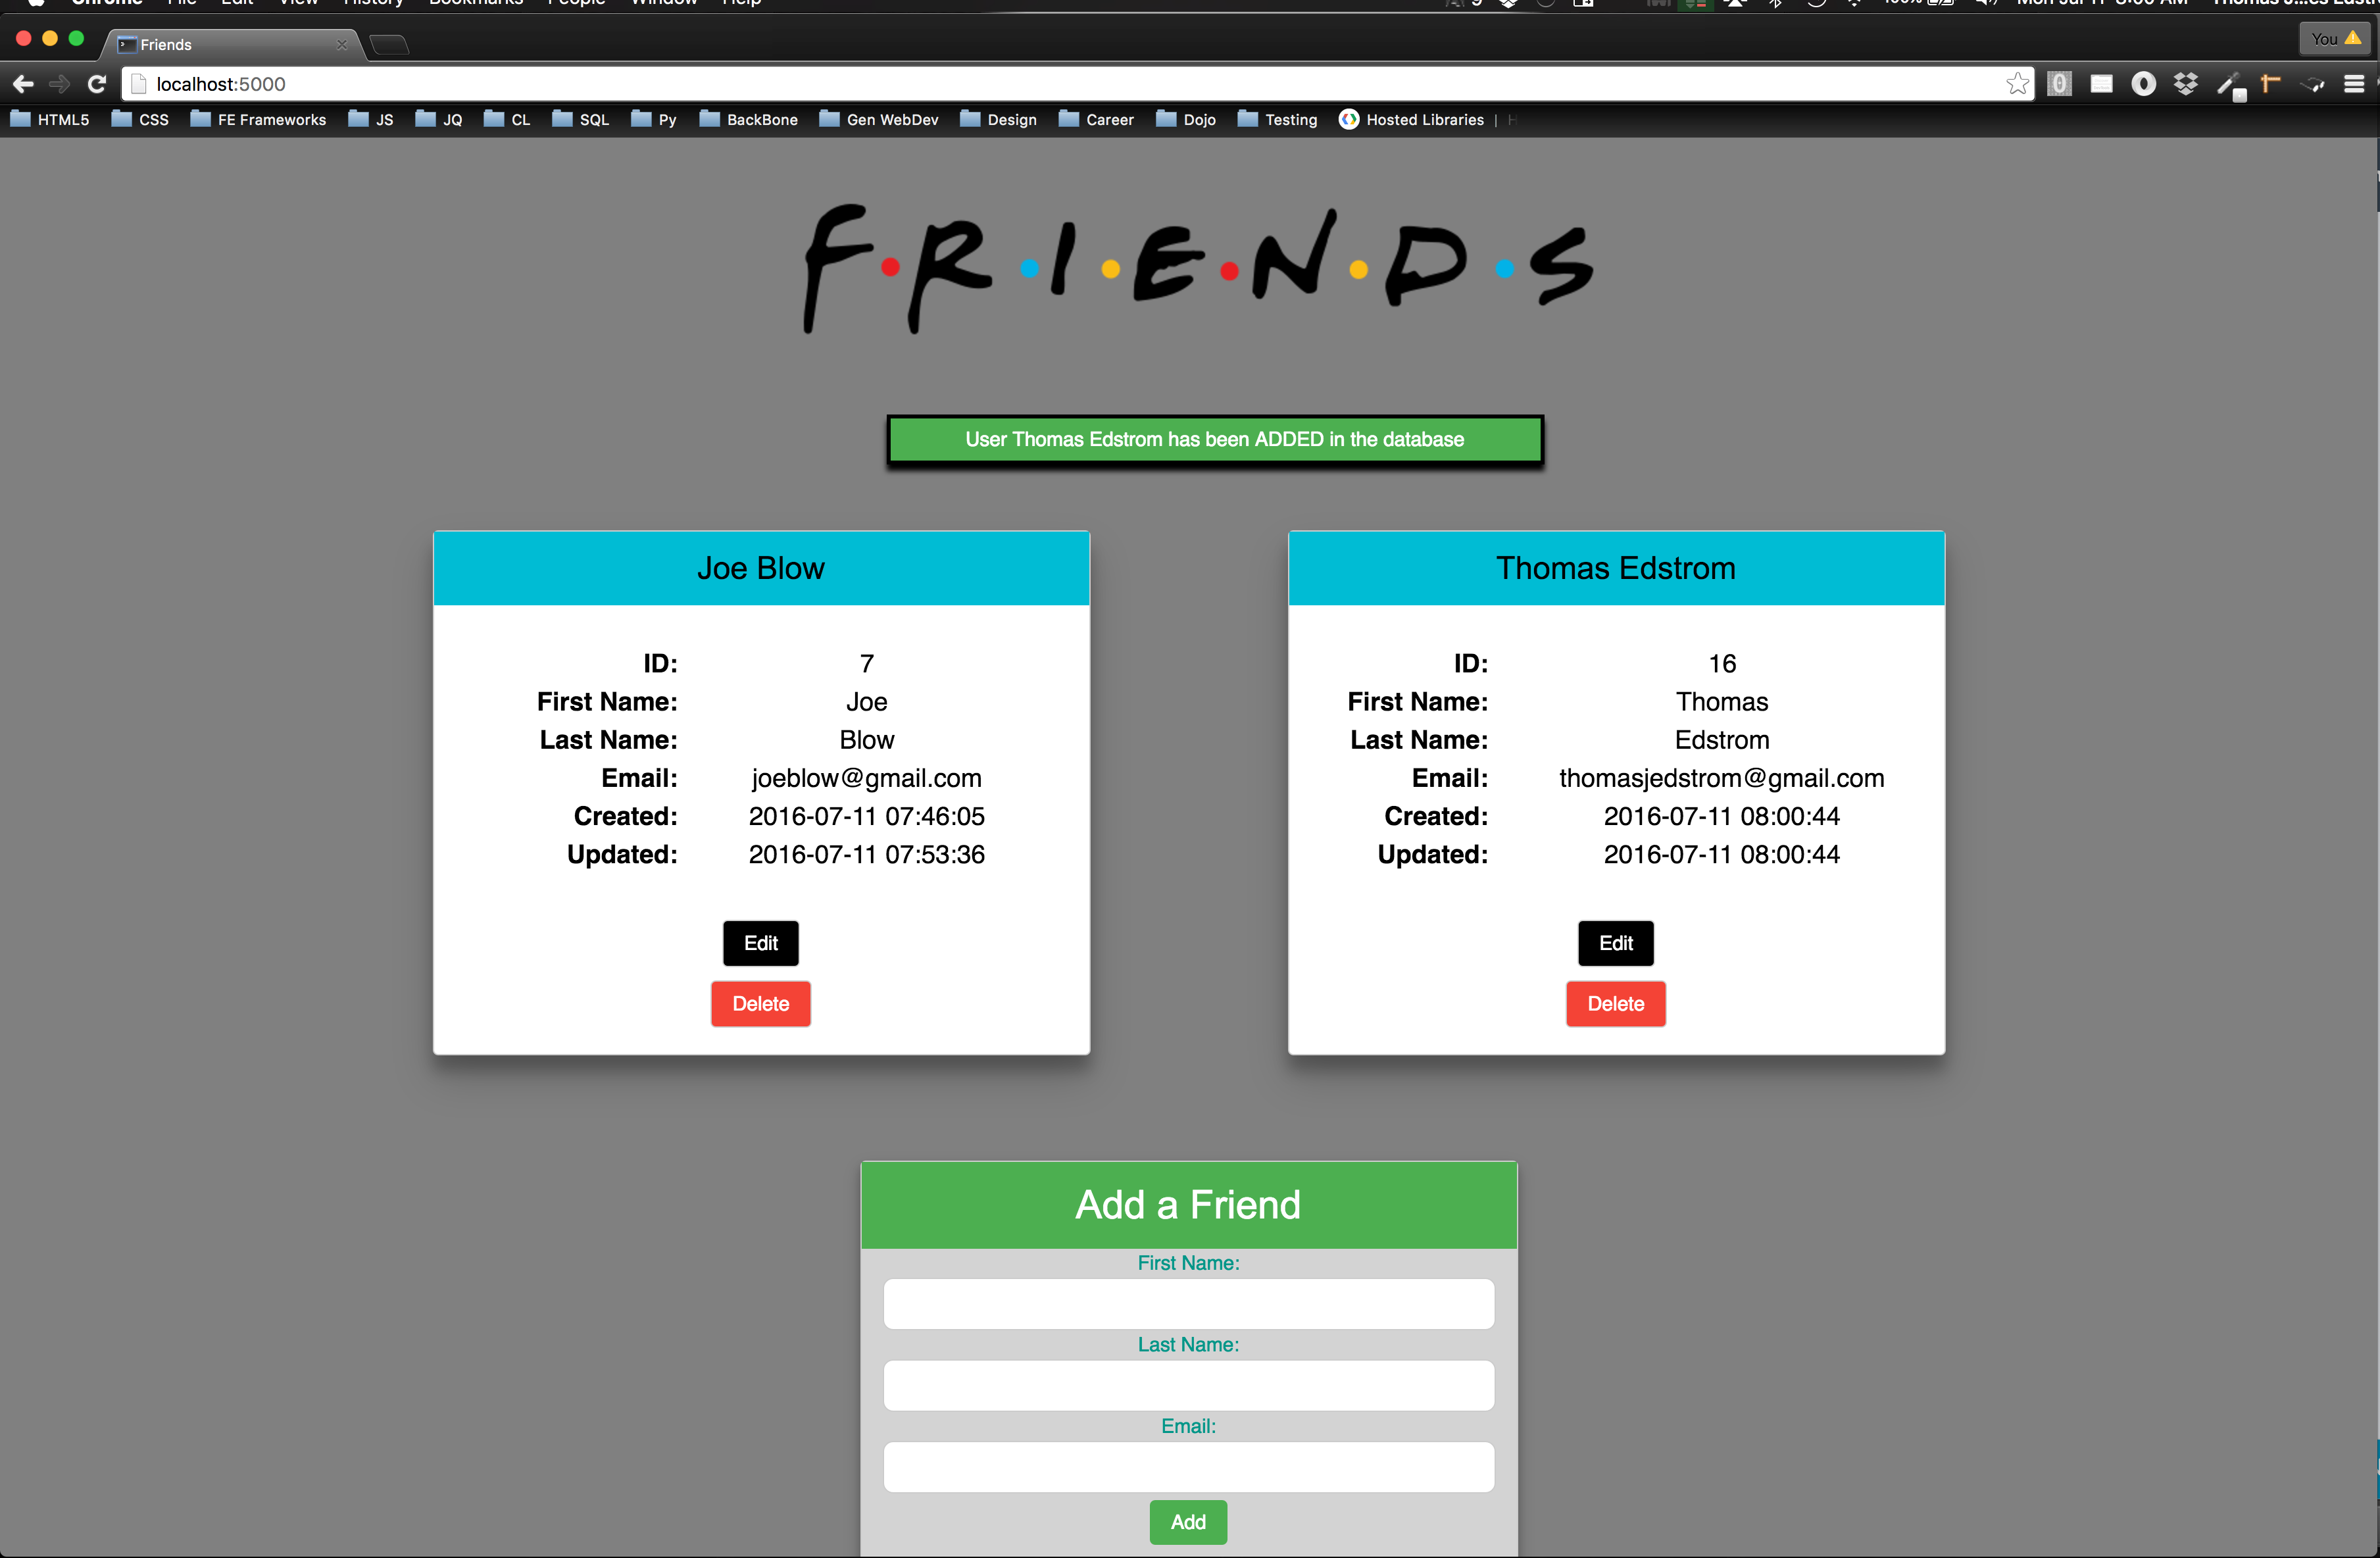 Chrome File Edit View History Bookmarks People Window Help
Friends
You
localhost:5000
HTML5 CSS FE Frameworks JS JQ CL SQL Py BackBone Gen WebDev Design Career Dojo Testing Hosted Libraries |
F•R•I•E•N•D•S
User Thomas Edstrom has been ADDED in the database
Joe Blow
ID: 7
First Name: Joe
Last Name: Blow
Email: joeblow@gmail.com
Created: 2016-07-11 07:46:05
Updated: 2016-07-11 07:53:36
Edit
Delete
Thomas Edstrom
ID: 16
First Name: Thomas
Last Name: Edstrom
Email: thomasjedstrom@gmail.com
Created: 2016-07-11 08:00:44
Updated: 2016-07-11 08:00:44
Edit
Delete
Add a Friend
First Name:
Last Name:
Email:
Add